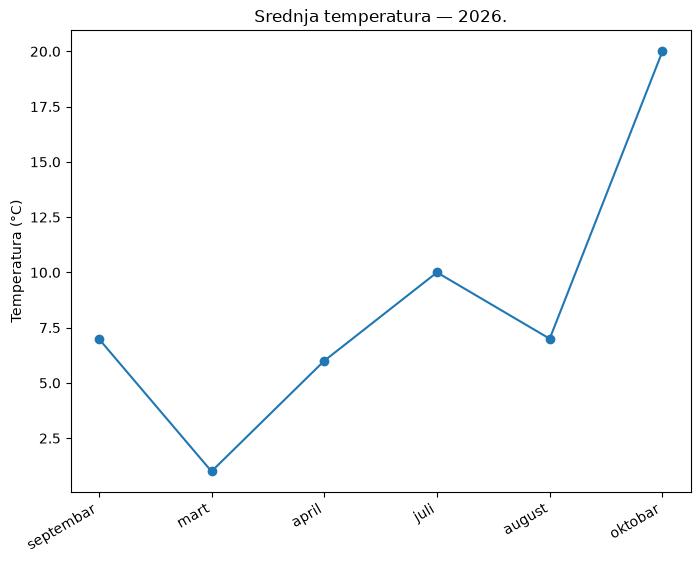 Srednja temperatura — 2026.
Temperatura (°C)
20.0
17.5
15.0
12.5
10.0
7.5
5.0
2.5
septembar
mart
april
juli
august
oktobar